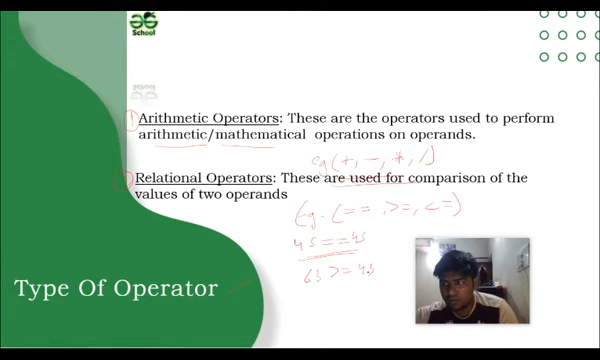 School
① Arithmetic Operators: These are the operators used to perform
arithmetic/mathematical operations on operands.
eg (+, -, *, /)
Relational Operators: These are used for comparison of the
values of two operands
(eg. (==, >=, <=)
45==45
63 >= 43
Type Of Operator